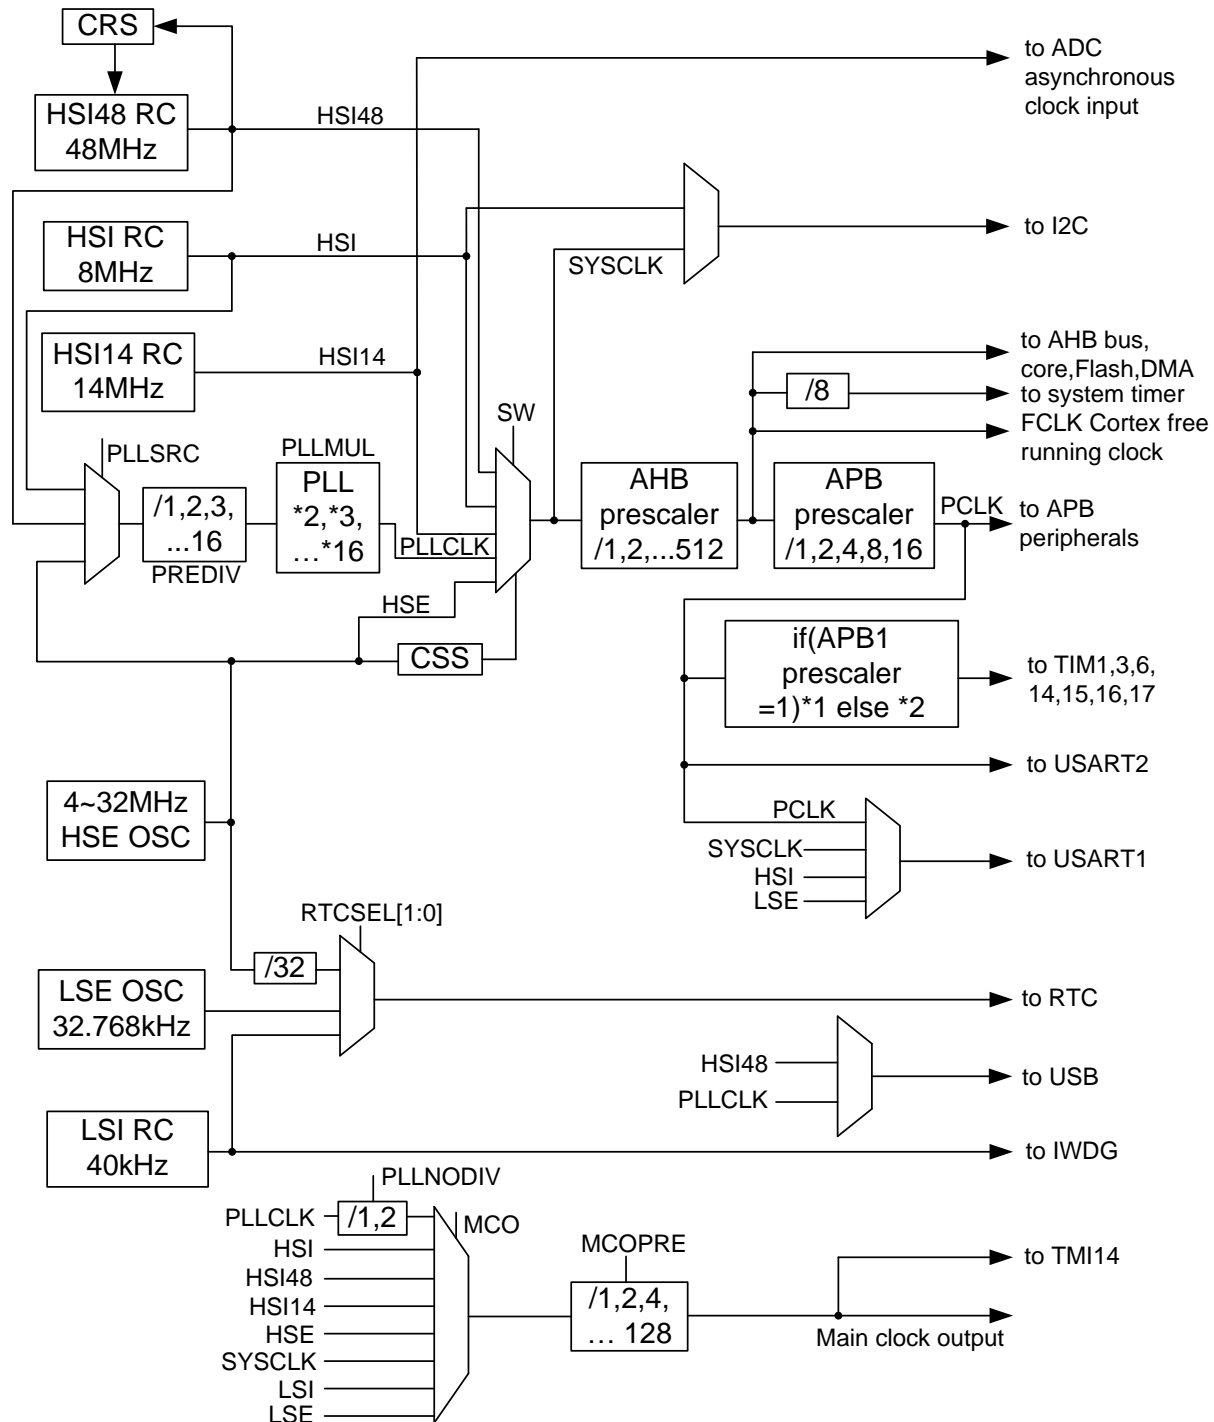 CRS
to ADC
asynchronous
clock input
HSI48 RC
48MHz
HSI48
HSI RC
8MHz
HSI
SYSCLK
to I2C
HSI14 RC
14MHz
HSI14
to AHB bus,
core,Flash,DMA
/8
to system timer
FCLK Cortex free
running clock
SW
PLLSRC
PLLMUL
/1,2,3,
...16
PREDIV
PLL
*2,*3,
...*16
PLLCLK
HSE
AHB
prescaler
/1,2,...512
APB
prescaler
/1,2,4,8,16
PCLK
to APB
peripherals
CSS
if(APB1
prescaler
=1)*1 else *2
to TIM1,3,6,
14,15,16,17
to USART2
4~32MHz
HSE OSC
PCLK
SYSCLK
HSI
LSE
to USART1
RTCSEL[1:0]
/32
LSE OSC
32.768kHz
to RTC
HSI48
PLLCLK
to USB
LSI RC
40kHz
to IWDG
PLLNODIV
PLLCLK
/1,2
MCO
HSI
HSI48
HSI14
HSE
SYSCLK
LSI
LSE
MCOPRE
/1,2,4,
... 128
to TMI14
Main clock output